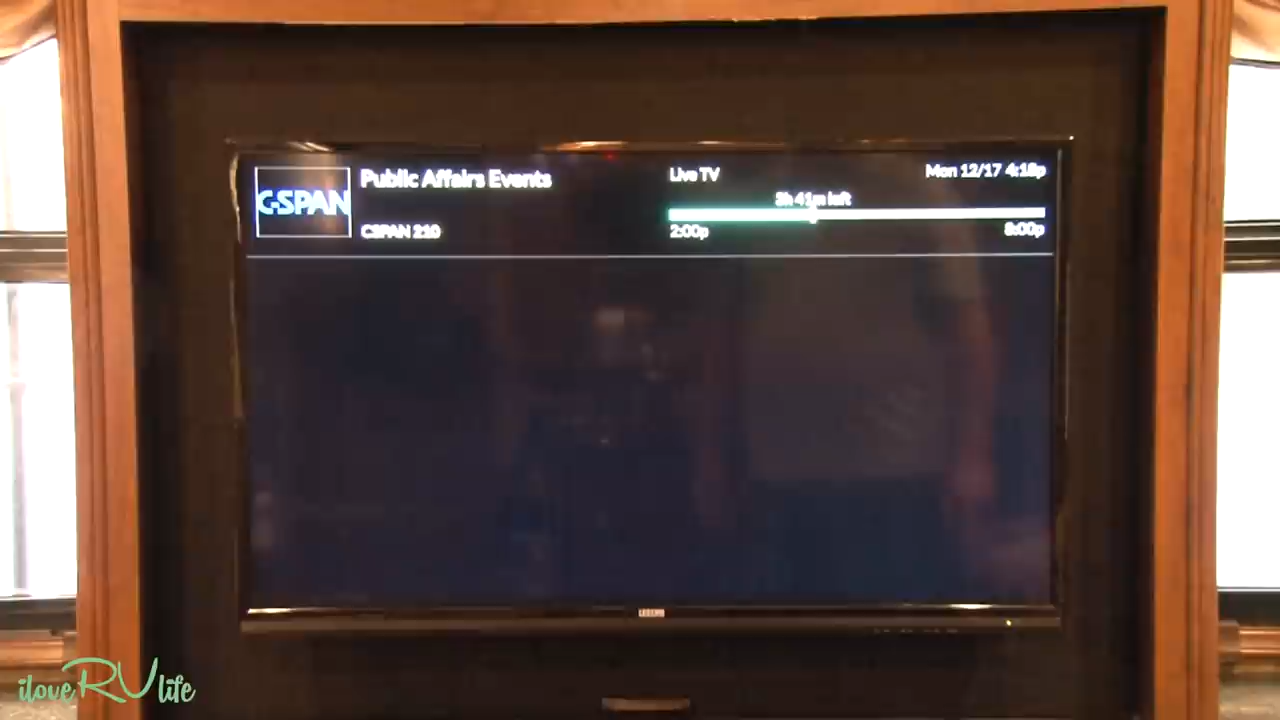 Public Affairs Events
C-SPAN
CSPAN 210
Live TV
Mon 12/17 4:18p
3h 41m left
2:00p
8:00p
iloveRVlife